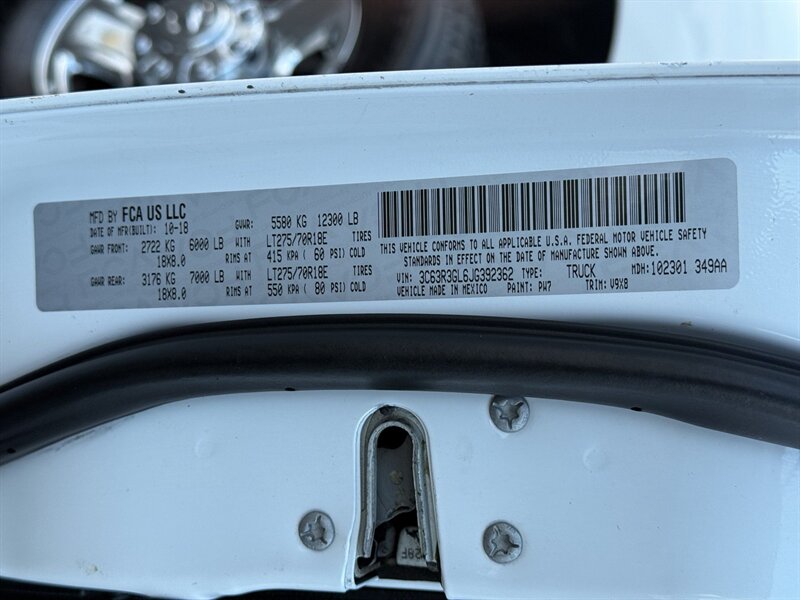 MFD BY FCA US LLC
DATE OF MFR(BUILT): 10-18 GVWR: 5580 KG 12300 LB
GAWR FRONT: 2722 KG 6000 LB WITH LT275/70R18E TIRES
18X8.0 RIMS AT 415 KPA ( 60 PSI) COLD
GAWR REAR: 3176 KG 7000 LB WITH LT275/70R18E TIRES
18X8.0 RIMS AT 550 KPA ( 80 PSI) COLD
THIS VEHICLE CONFORMS TO ALL APPLICABLE U.S.A. FEDERAL MOTOR VEHICLE SAFETY
STANDARDS IN EFFECT ON THE DATE OF MANUFACTURE SHOWN ABOVE.
VIN: 3C63R3GL6JG392362 TYPE: TRUCK MDH: 102301 349AA
VEHICLE MADE IN MEXICO PAINT: PW7 TRIM: V9X8